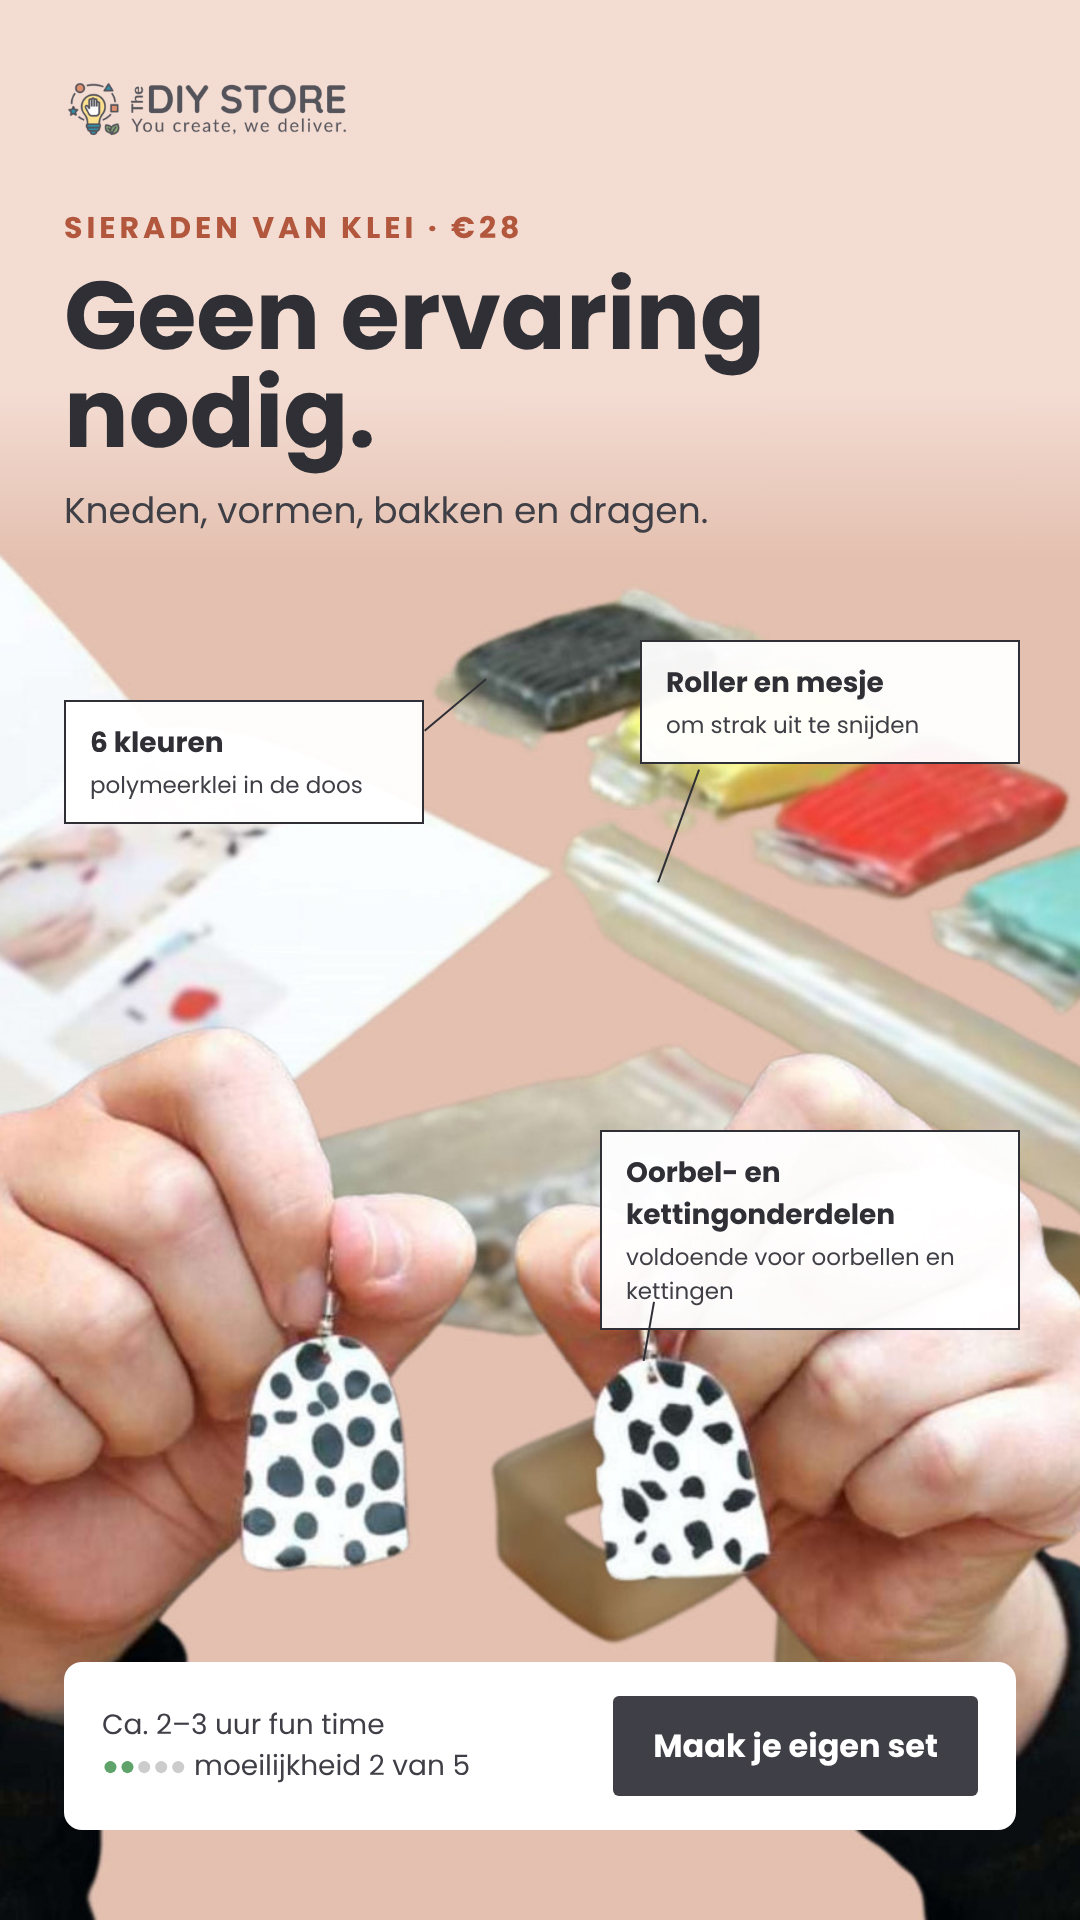 The DIY STORE
You create, we deliver.
SIERADEN VAN KLEI · €28
Geen ervaring
nodig.
Kneden, vormen, bakken en dragen.
Roller en mesje
om strak uit te snijden
6 kleuren
polymeerklei in de doos
Oorbel- en
kettingonderdelen
voldoende voor oorbellen en
kettingen
Ca. 2–3 uur fun time
moeilijkheid 2 van 5
Maak je eigen set